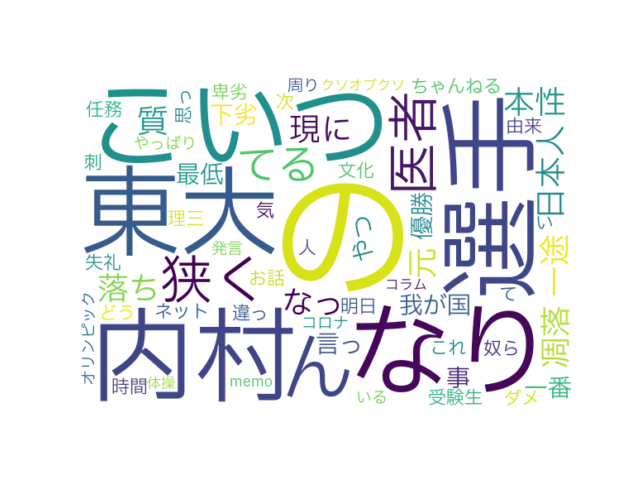 周り
クソオブクソ
ちゃんねる
卑劣
思っ
次
任務
下劣
本性
こいつ
質
現に
医者
由来
やっぱり
選手
日本人
刺
最低
てる
文化
東大
の
理三
気
優勝
やつ
い
人
元
一途
失礼
発言
狭く
落ち
お話
コラム
なっ
明日
我が国
て
凋落
オリンピック
どう
ネット
違っ
コロナ
内村
ん
言っ
なり
これ
奴ら
時間
体操
memo
事
一番
いる
受験生
ダメ